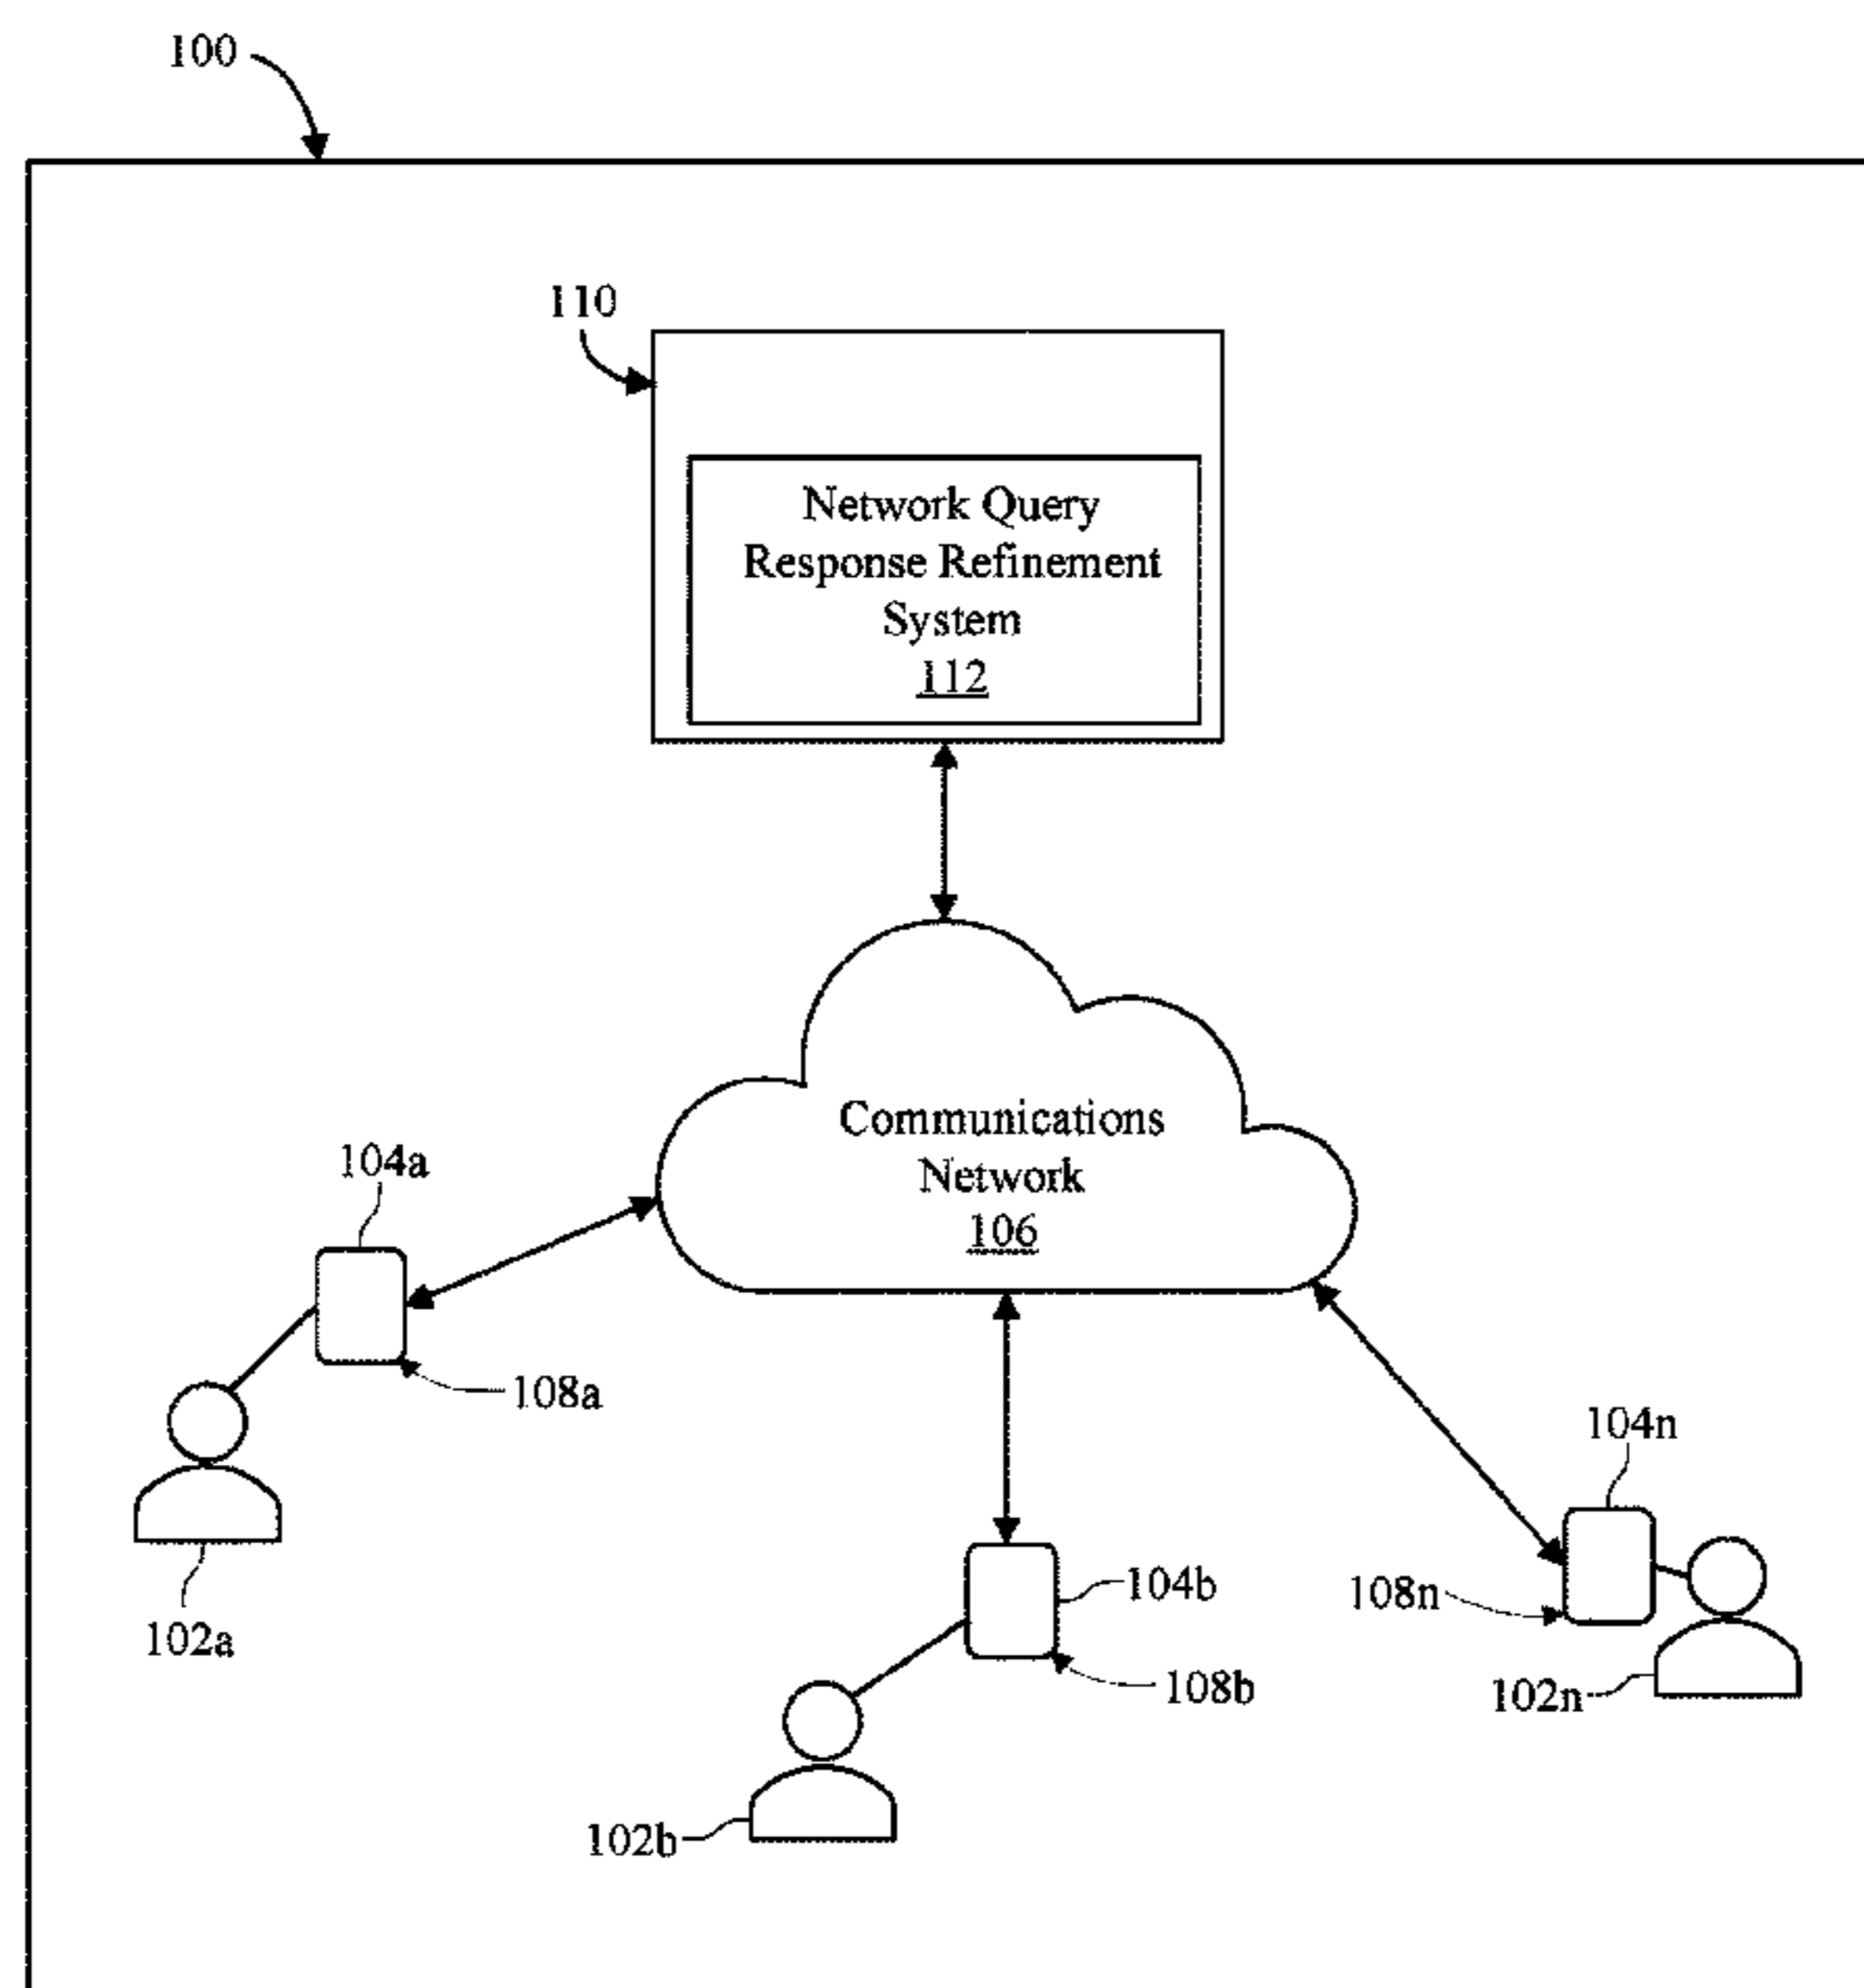 100
110
Network Query
Response Refinement
System
112
Communications
Network
106
104a
108a
102a
104n
104b
108n
108b
102n
102b